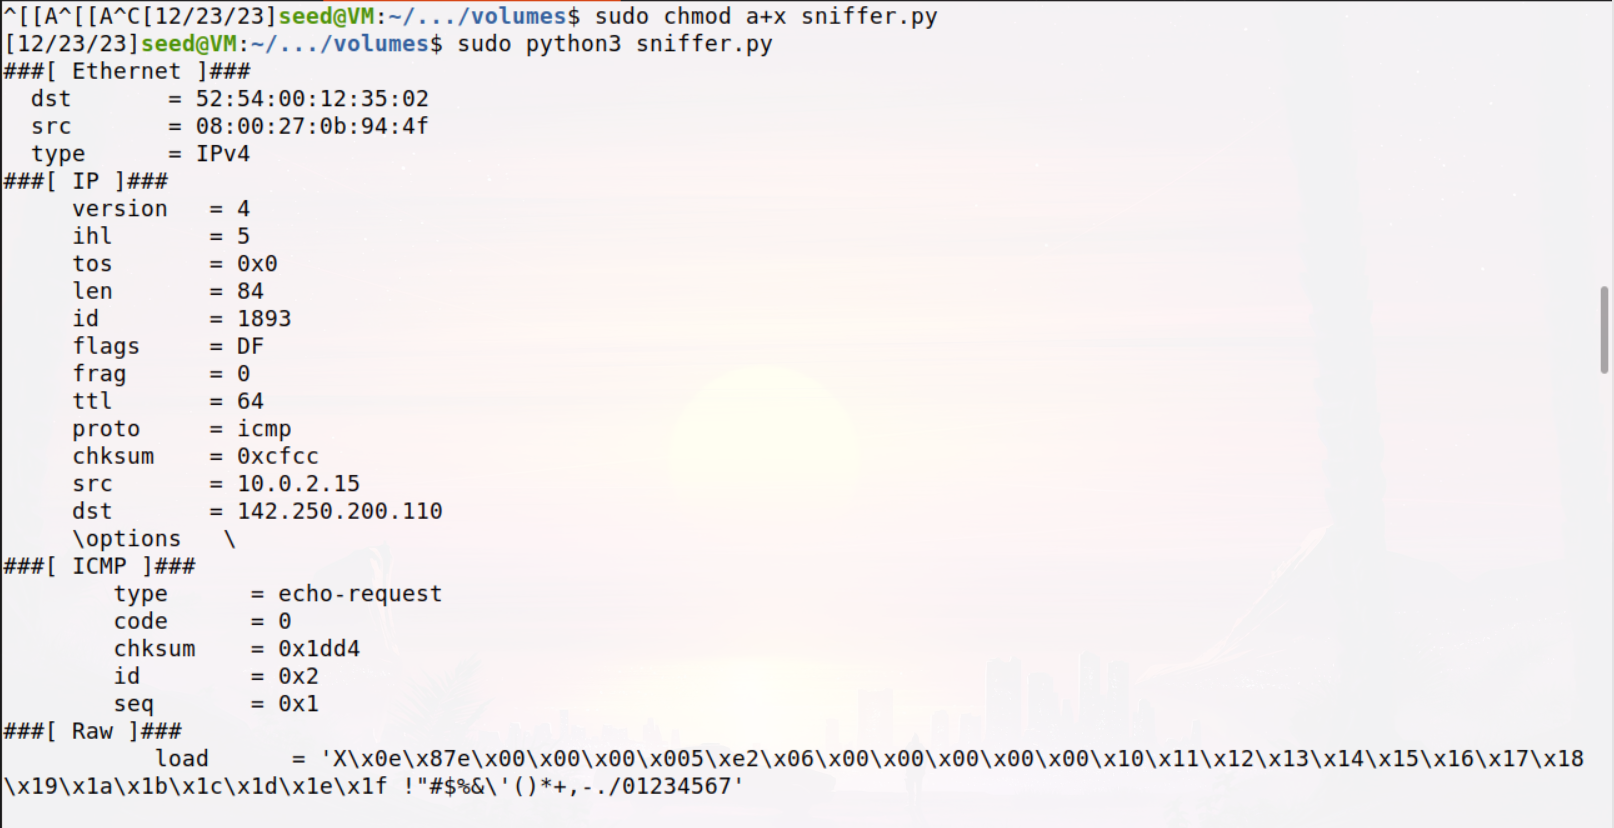 ^[[A^[[A^C[12/23/23]seed@VM:~/.../volumes$ sudo chmod a+x sniffer.py
[12/23/23]seed@VM:~/.../volumes$ sudo python3 sniffer.py
###[ Ethernet ]###
  dst       = 52:54:00:12:35:02
  src       = 08:00:27:0b:94:4f
  type      = IPv4
###[ IP ]###
     version   = 4
     ihl       = 5
     tos       = 0x0
     len       = 84
     id        = 1893
     flags     = DF
     frag      = 0
     ttl       = 64
     proto     = icmp
     chksum    = 0xcfcc
     src       = 10.0.2.15
     dst       = 142.250.200.110
     \options   \
###[ ICMP ]###
        type      = echo-request
        code      = 0
        chksum    = 0x1dd4
        id        = 0x2
        seq       = 0x1
###[ Raw ]###
           load      = 'X\x0e\x87e\x00\x00\x00\x005\xe2\x06\x00\x00\x00\x00\x00\x10\x11\x12\x13\x14\x15\x16\x17\x18
\x19\x1a\x1b\x1c\x1d\x1e\x1f !"#$%&\'()*+,-./01234567'